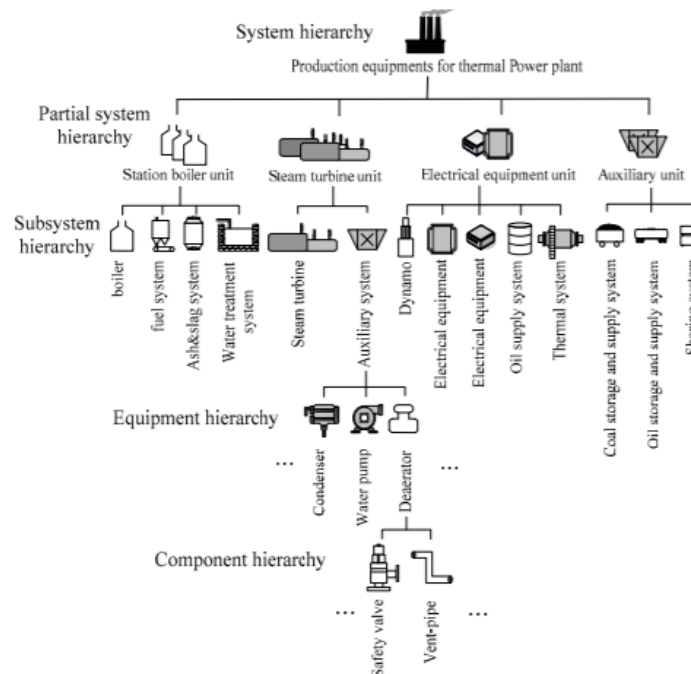 System hierarchy
Production equipments for thermal Power plant
Partial system
hierarchy
Station boiler unit
Steam turbine unit
Electrical equipment unit
Auxiliary unit
Subsystem
hierarchy
boiler
fuel system
Ash&slag system
Water treatment
system
Steam turbine
Auxiliary system
Dynamo
Electrical equipment
Electrical equipment
Oil supply system
Thermal system
Coal storage and supply system
Oil storage and supply system
Equipment hierarchy
...
Condenser
Water pump
Deaerator
...
Component hierarchy
...
Safety valve
Vent-pipe
...